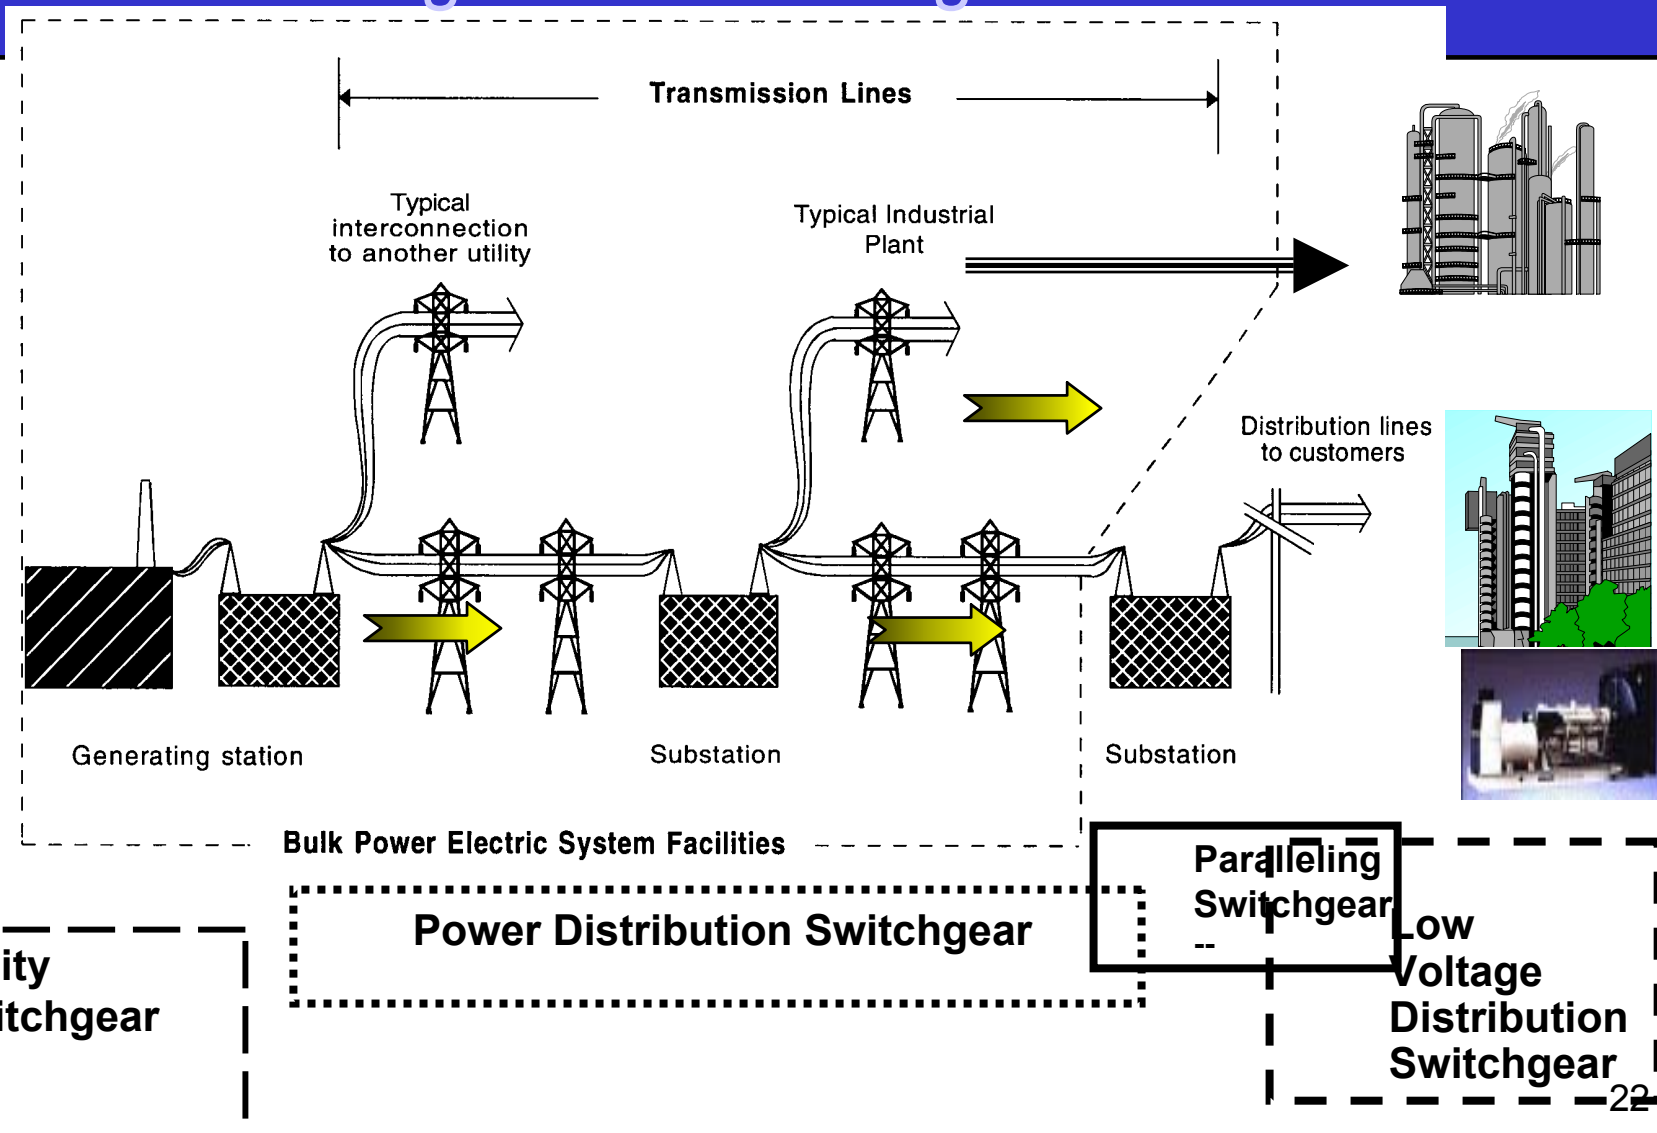 Transmission Lines
Typical
interconnection
to another utility
Typical Industrial
Plant
Distribution lines
to customers
Generating station
Substation
Substation
Bulk Power Electric System Facilities
Paralleling
Switchgear
--
Power Distribution Switchgear
Low
Voltage
Distribution
Switchgear
ity
itchgear
22